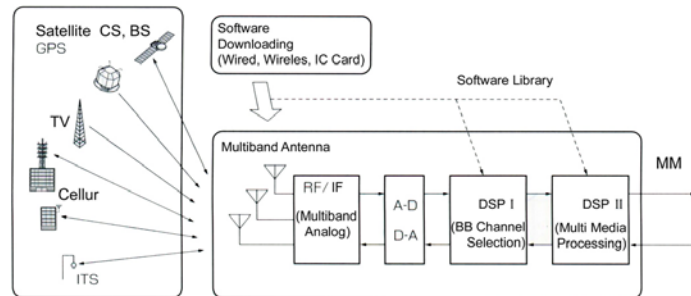 Satellite CS, BS
GPS
TV
Cellur
ITS
Software
Downloading
(Wired, Wireles, IC Card)
Software Library
Multiband Antenna
RF/ IF
(Multiband
Analog)
A-D
D-A
DSP I
(BB Channel
Selection)
DSP II
(Multi Media
Processing)
MM